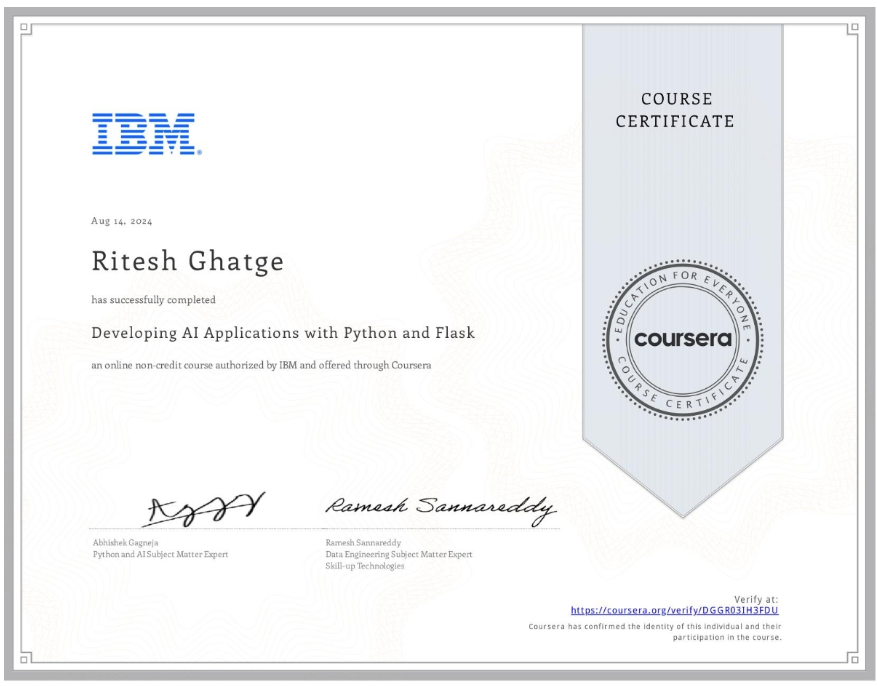 COURSE
CERTIFICATE
IBM®
Aug 14, 2024
Ritesh Ghatge
has successfully completed
Developing AI Applications with Python and Flask
an online non-credit course authorized by IBM and offered through Coursera
EDUCATION FOR EVERYONE
coursera
COURSE CERTIFICATE
Ramesh Sannareddy
Abhishek Gagneja
Python and AI Subject Matter Expert
Ramesh Sannareddy
Data Engineering Subject Matter Expert
Skill-up Technologies
Verify at:
https://coursera.org/verify/DGGR03IH3FDU
Coursera has confirmed the identity of this individual and their
participation in the course.